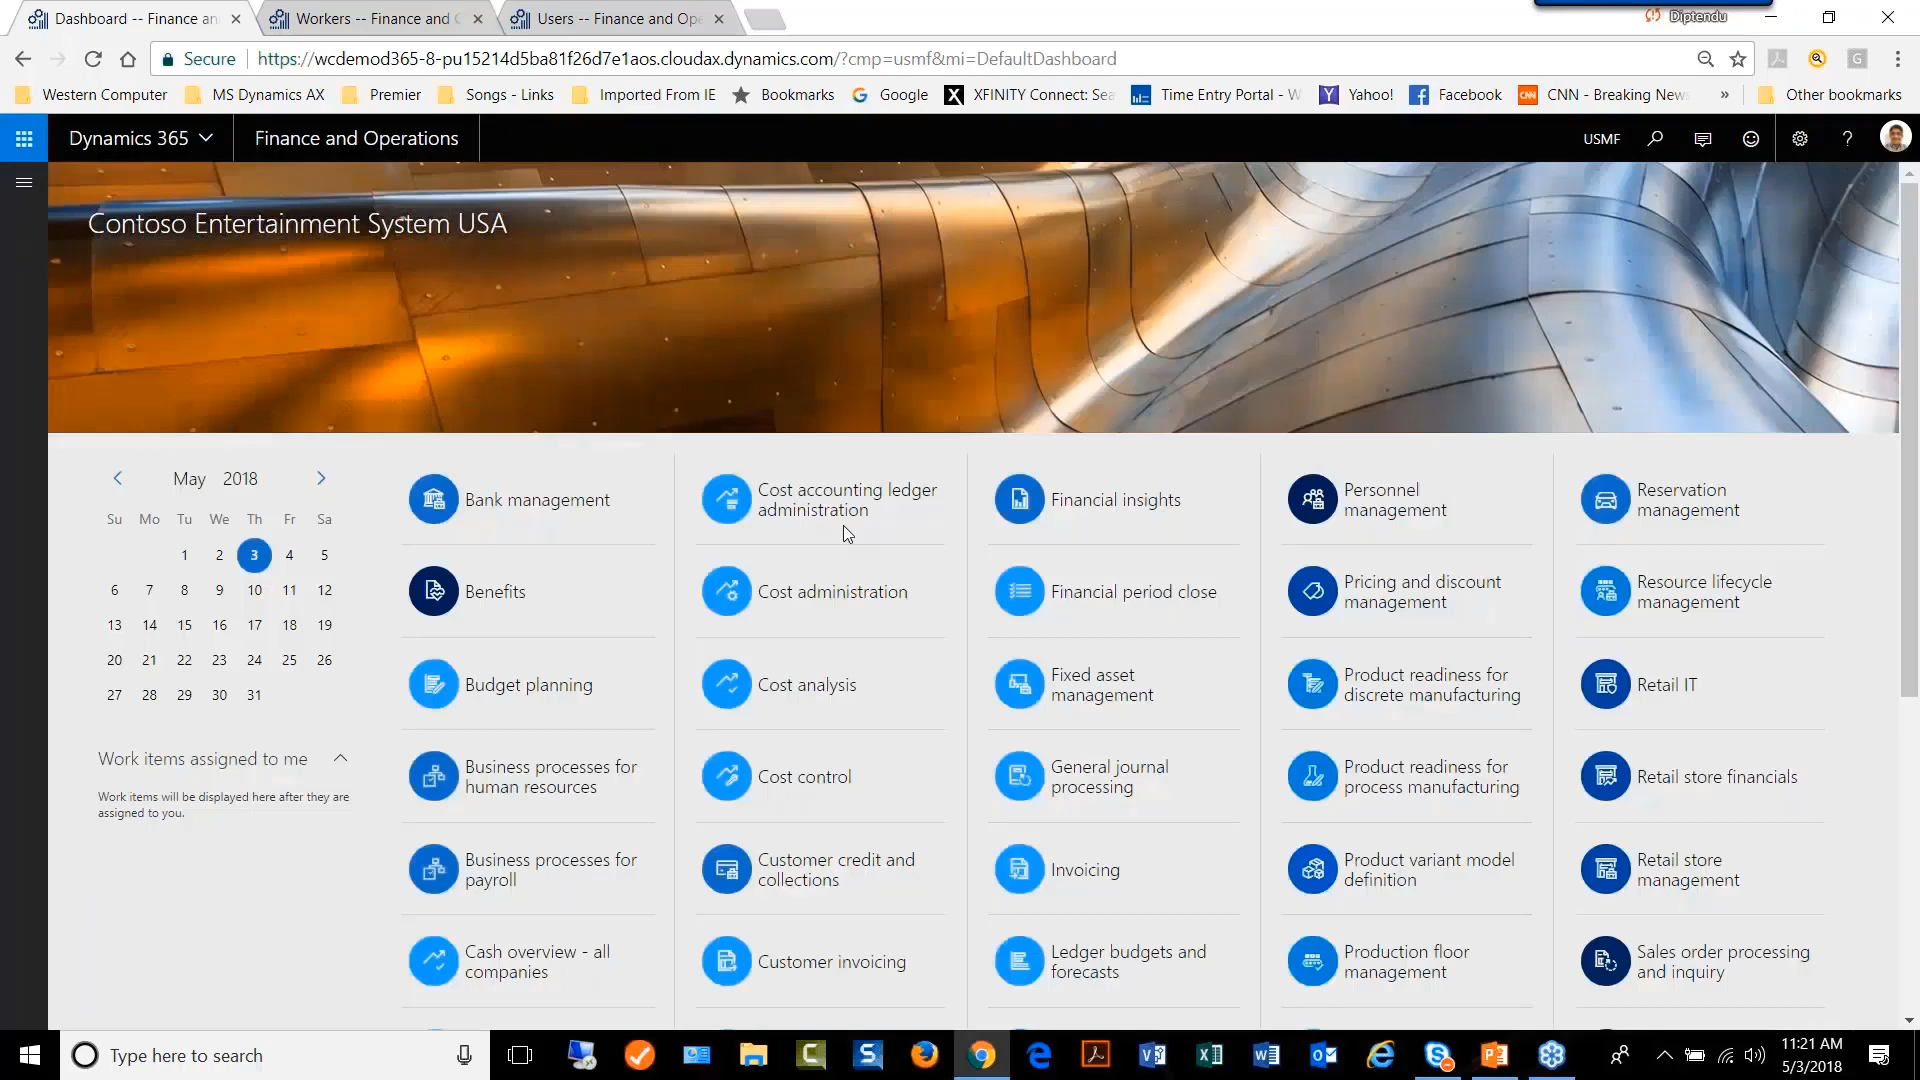 Dashboard -- Finance an
Workers -- Finance and
Users -- Finance and Ope
Diptendu
Secure
https://wcdemod365-8-pu15214d5ba81f26d7e1aos.cloudax.dynamics.com/?cmp=usmf&mi=DefaultDashboard
G
Western Computer
MS Dynamics AX
Premier
Songs - Links
Imported From IE
Bookmarks
Google
XFINITY Connect: Sea
Time Entry Portal - W
Yahoo!
Facebook
CNN - Breaking News
»
Other bookmarks
Dynamics 365
Finance and Operations
USMF
?
Contoso Entertainment System USA
May 2018
Su Mo Tu We Th Fr Sa
1 2 3 4 5
6 7 8 9 10 11 12
13 14 15 16 17 18 19
20 21 22 23 24 25 26
27 28 29 30 31
Work items assigned to me
Work items will be displayed here after they are
assigned to you.
Bank management
Benefits
Budget planning
Business processes for
human resources
Business processes for
payroll
Cash overview - all
companies
Cost accounting ledger
administration
Cost administration
Cost analysis
Cost control
Customer credit and
collections
Customer invoicing
Financial insights
Financial period close
Fixed asset
management
General journal
processing
Invoicing
Ledger budgets and
forecasts
Personnel
management
Pricing and discount
management
Product readiness for
discrete manufacturing
Product readiness for
process manufacturing
Product variant model
definition
Production floor
management
Reservation
management
Resource lifecycle
management
Retail IT
Retail store financials
Retail store
management
Sales order processing
and inquiry
Type here to search
11:21 AM
5/3/2018